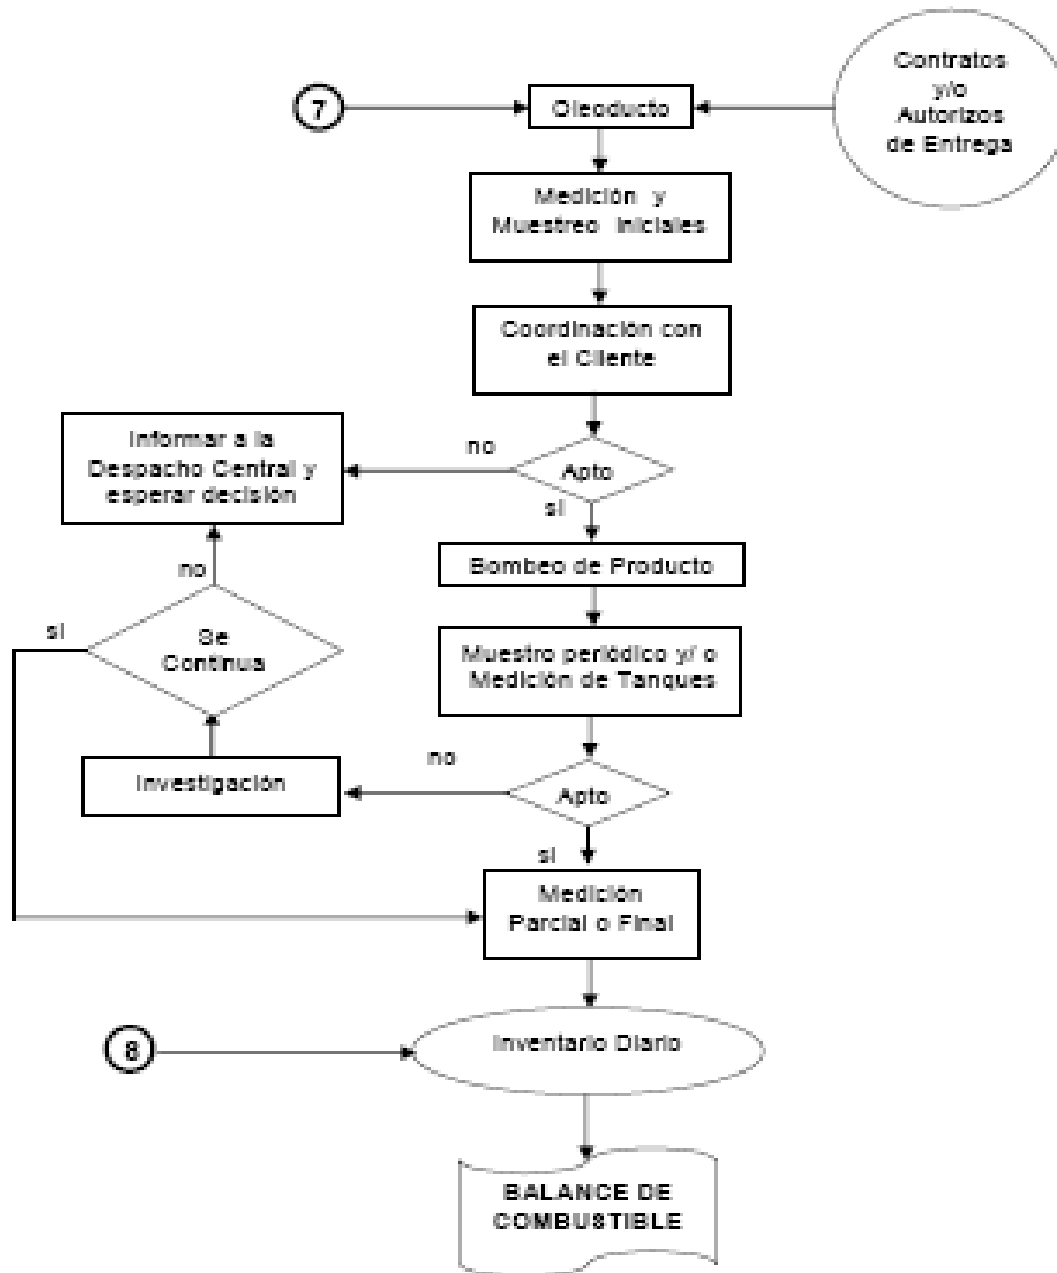 Contratos
y/o
Autorizos
de Entrega
7
Oleoducto
Medición y
Muestreo Iniciales
Coordinación con
el Cliente
Informar a la
Despacho Central y
esperar decisión
no
Apto
si
Bombeo de Producto
no
si
Se
Continua
Muestro periódico y/ o
Medición de Tanques
no
Investigación
Apto
si
Medición
Parcial o Final
8
Inventario Diario
BALANCE DE
COMBUSTIBLE